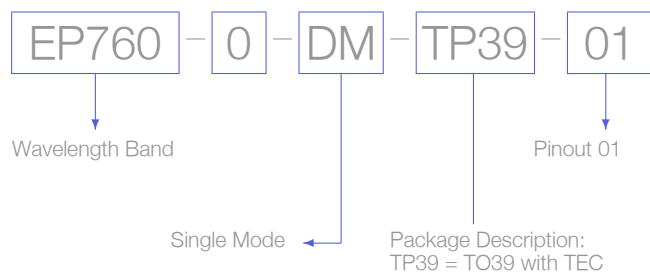 EP760 - 0 - DM - TP39 - 01
Wavelength Band
Pinout 01
Single Mode
Package Description:
TP39 = TO39 with TEC